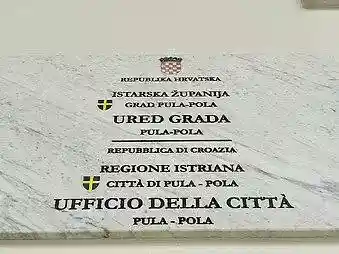 REPUBLIKA HRVATSKA
ISTARSKA ŽUPANIJA
GRAD PULA-POLA
URED GRADA
PULA-POLA
REPUBBLICA DI CROAZIA
REGIONE ISTRIANA
CITTÀ DI PULA - POLA
UFFICIO DELLA CITTÀ
PULA - POLA